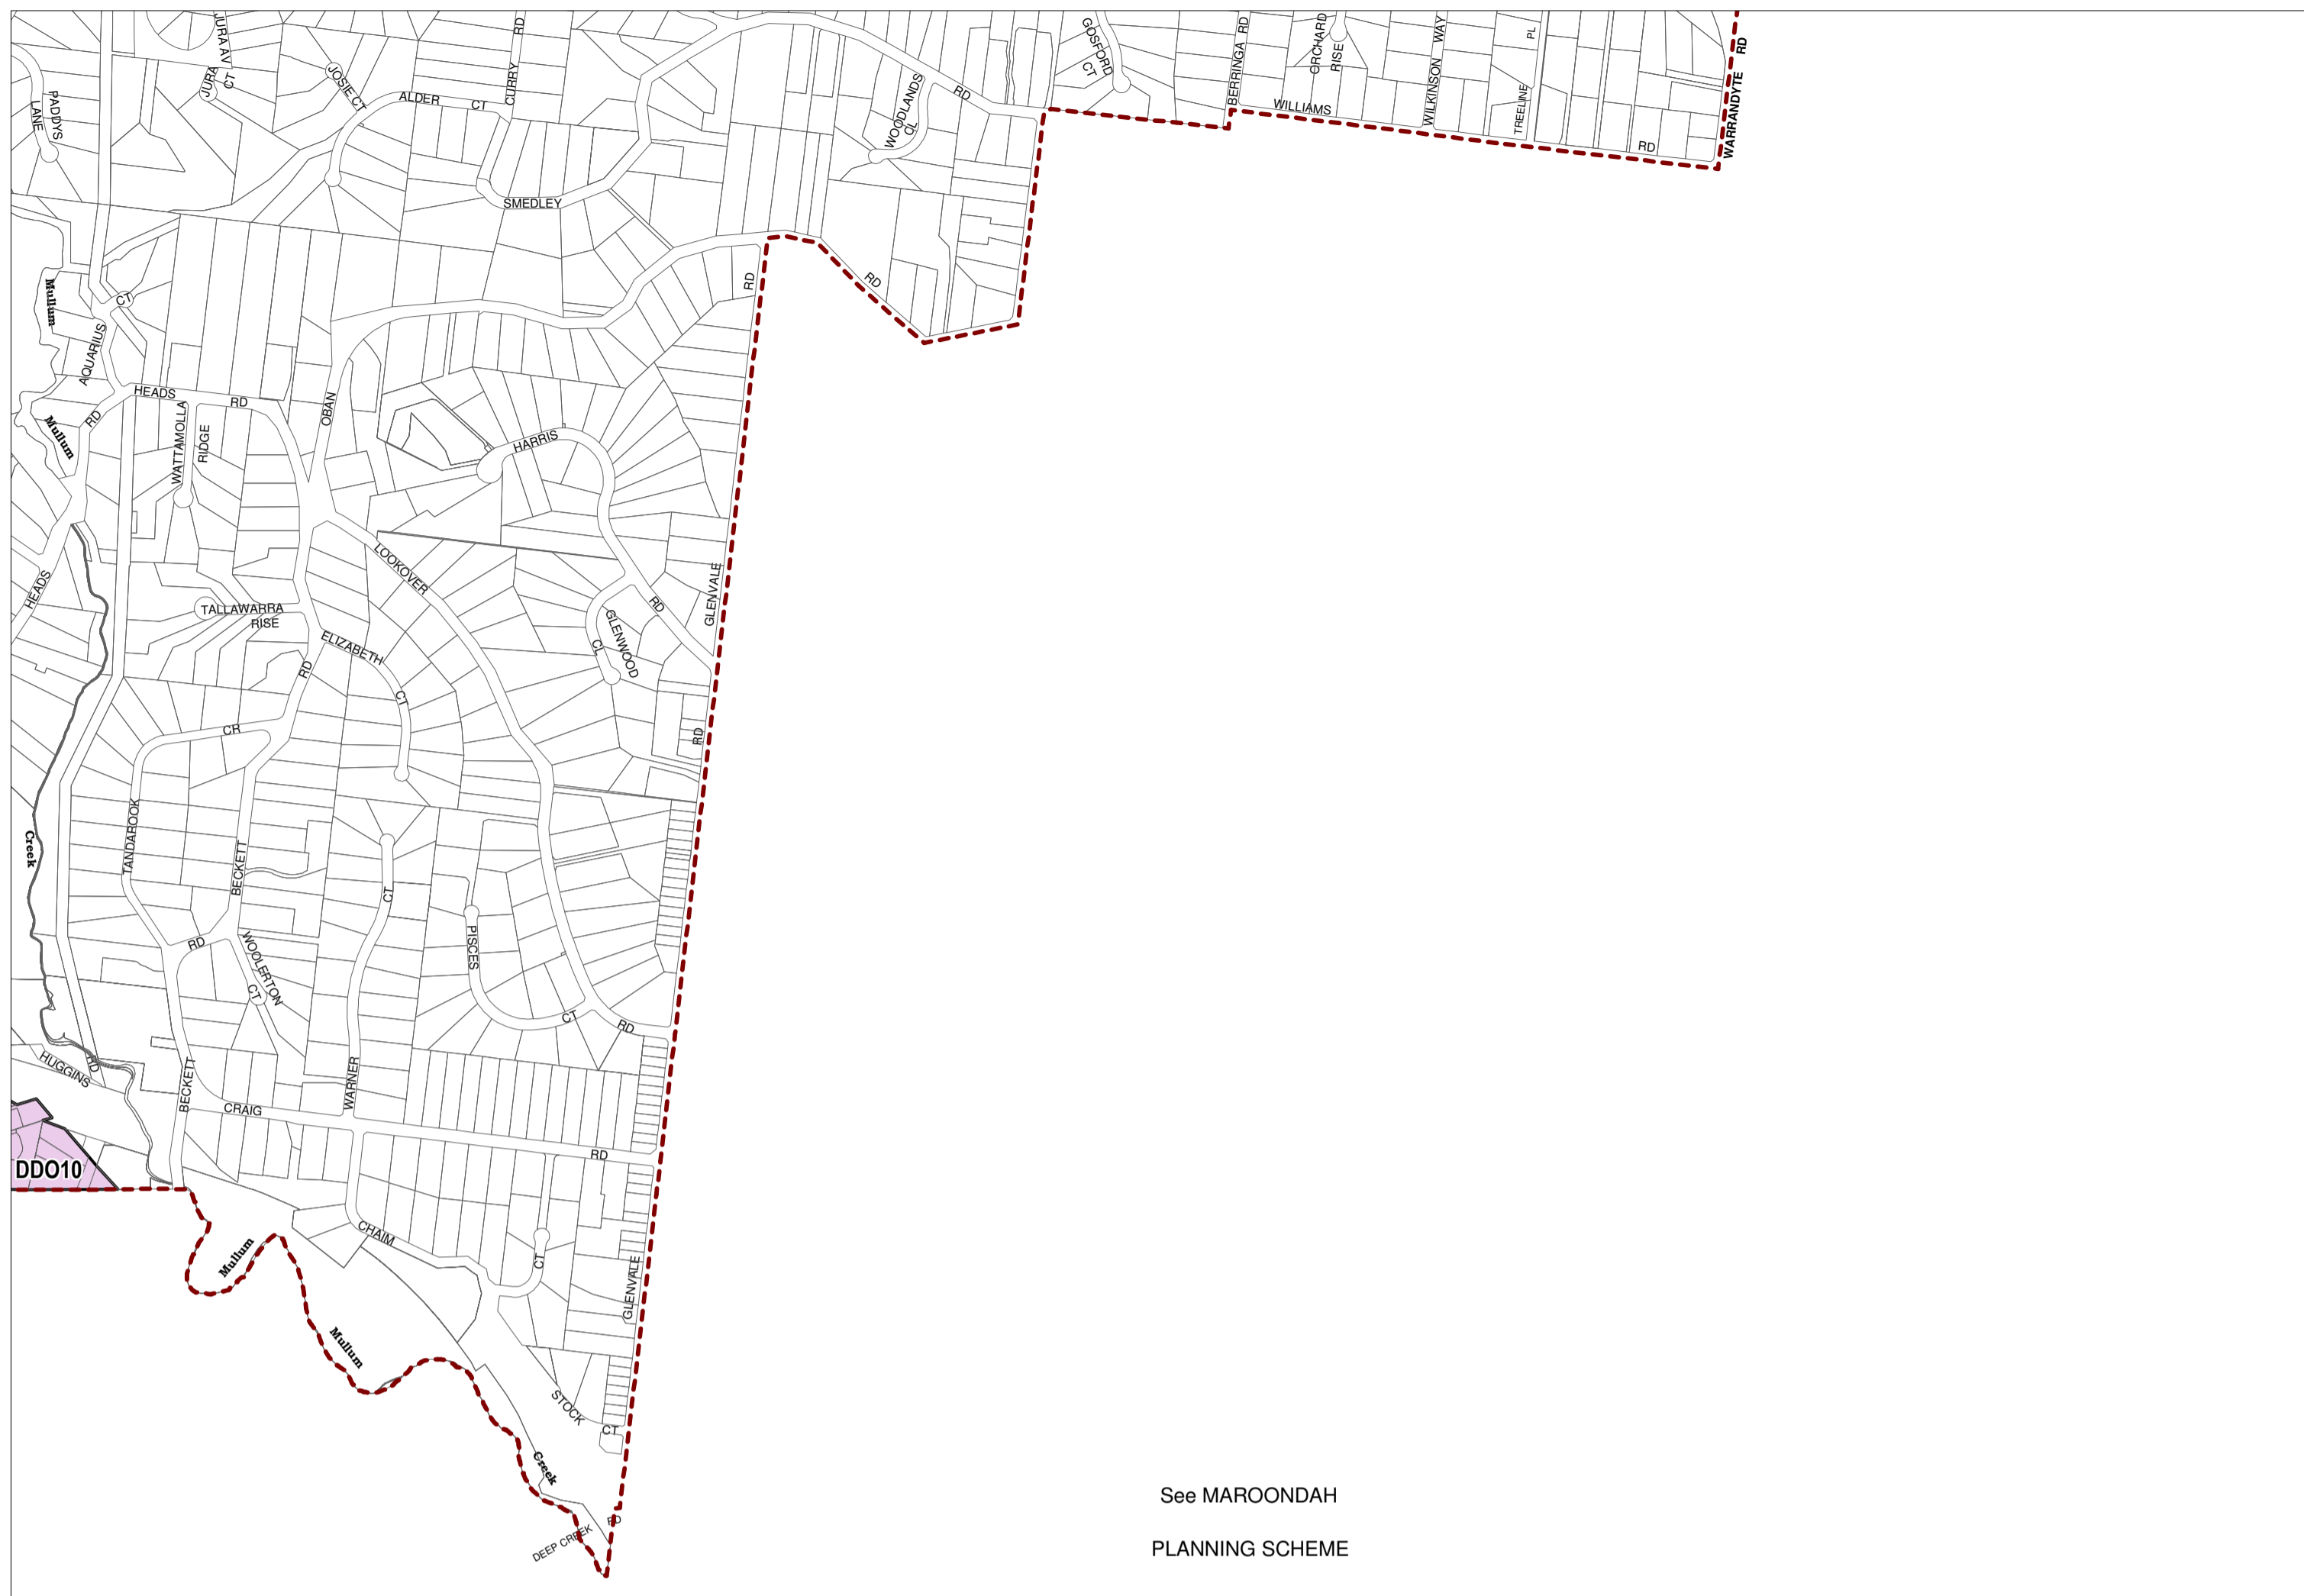 JURA AV
JURA
CT
JOSIE CT
PADDYS
LANE
ALDER
CT
CURRY
RD
SMEDLEY
RD
WOODLANDS
CL
GOSFORD
CT
BERRINGA RD
ORCHARD
RISE
WILLIAMS
WILKINSON WAY
TREELINE
PL
RD
WARRANDYTE RD
RD
RD
Mullum
CT
AQUARIUS
HEADS
RD
RD
Mullum
WATTAMOLLA
RIDGE
OBAN
HARRIS
LOOKOVER
HEADS
TALLAWARRA
RISE
ELIZABETH
CT
RD
GLENWOOD
CL
RD
GLENVALE
RD
CR
TANDAROOK
BECKETT
Creek
CT
PISCES
RD
WOOLERTON
CT
CT
RD
HUGGINS
RD
BECKETT
CRAIG
WARNER
RD
DDO10
CHAIM
CT
GLENVALE
Mullum
Mullum
STOCK
CT
Creek
DEEP CREEK
RD
See MAROONDAH
PLANNING SCHEME